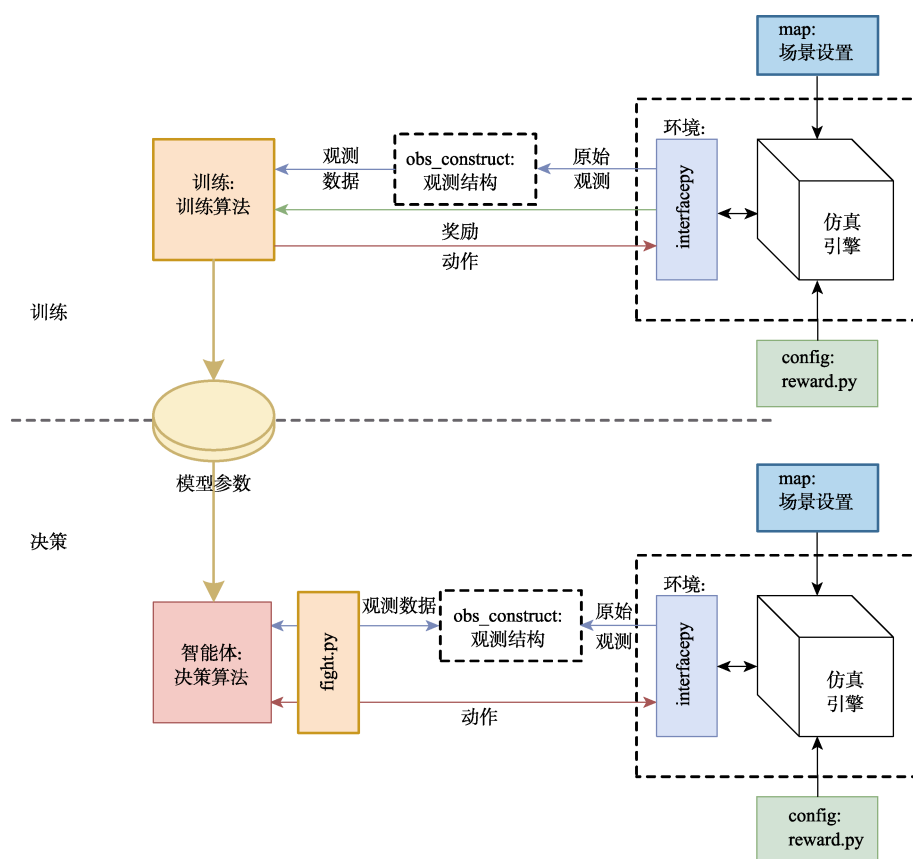 map:
场景设置
环境:
训练:
训练算法
观测
数据
obs_construct:
观测结构
原始
观测
interfacepy
仿真
引擎
奖励
动作
训练
config:
reward.py
模型参数
决策
map:
场景设置
环境:
智能体:
决策算法
fight.py
观测数据
obs_construct:
观测结构
原始
观测
interfacepy
仿真
引擎
动作
config:
reward.py